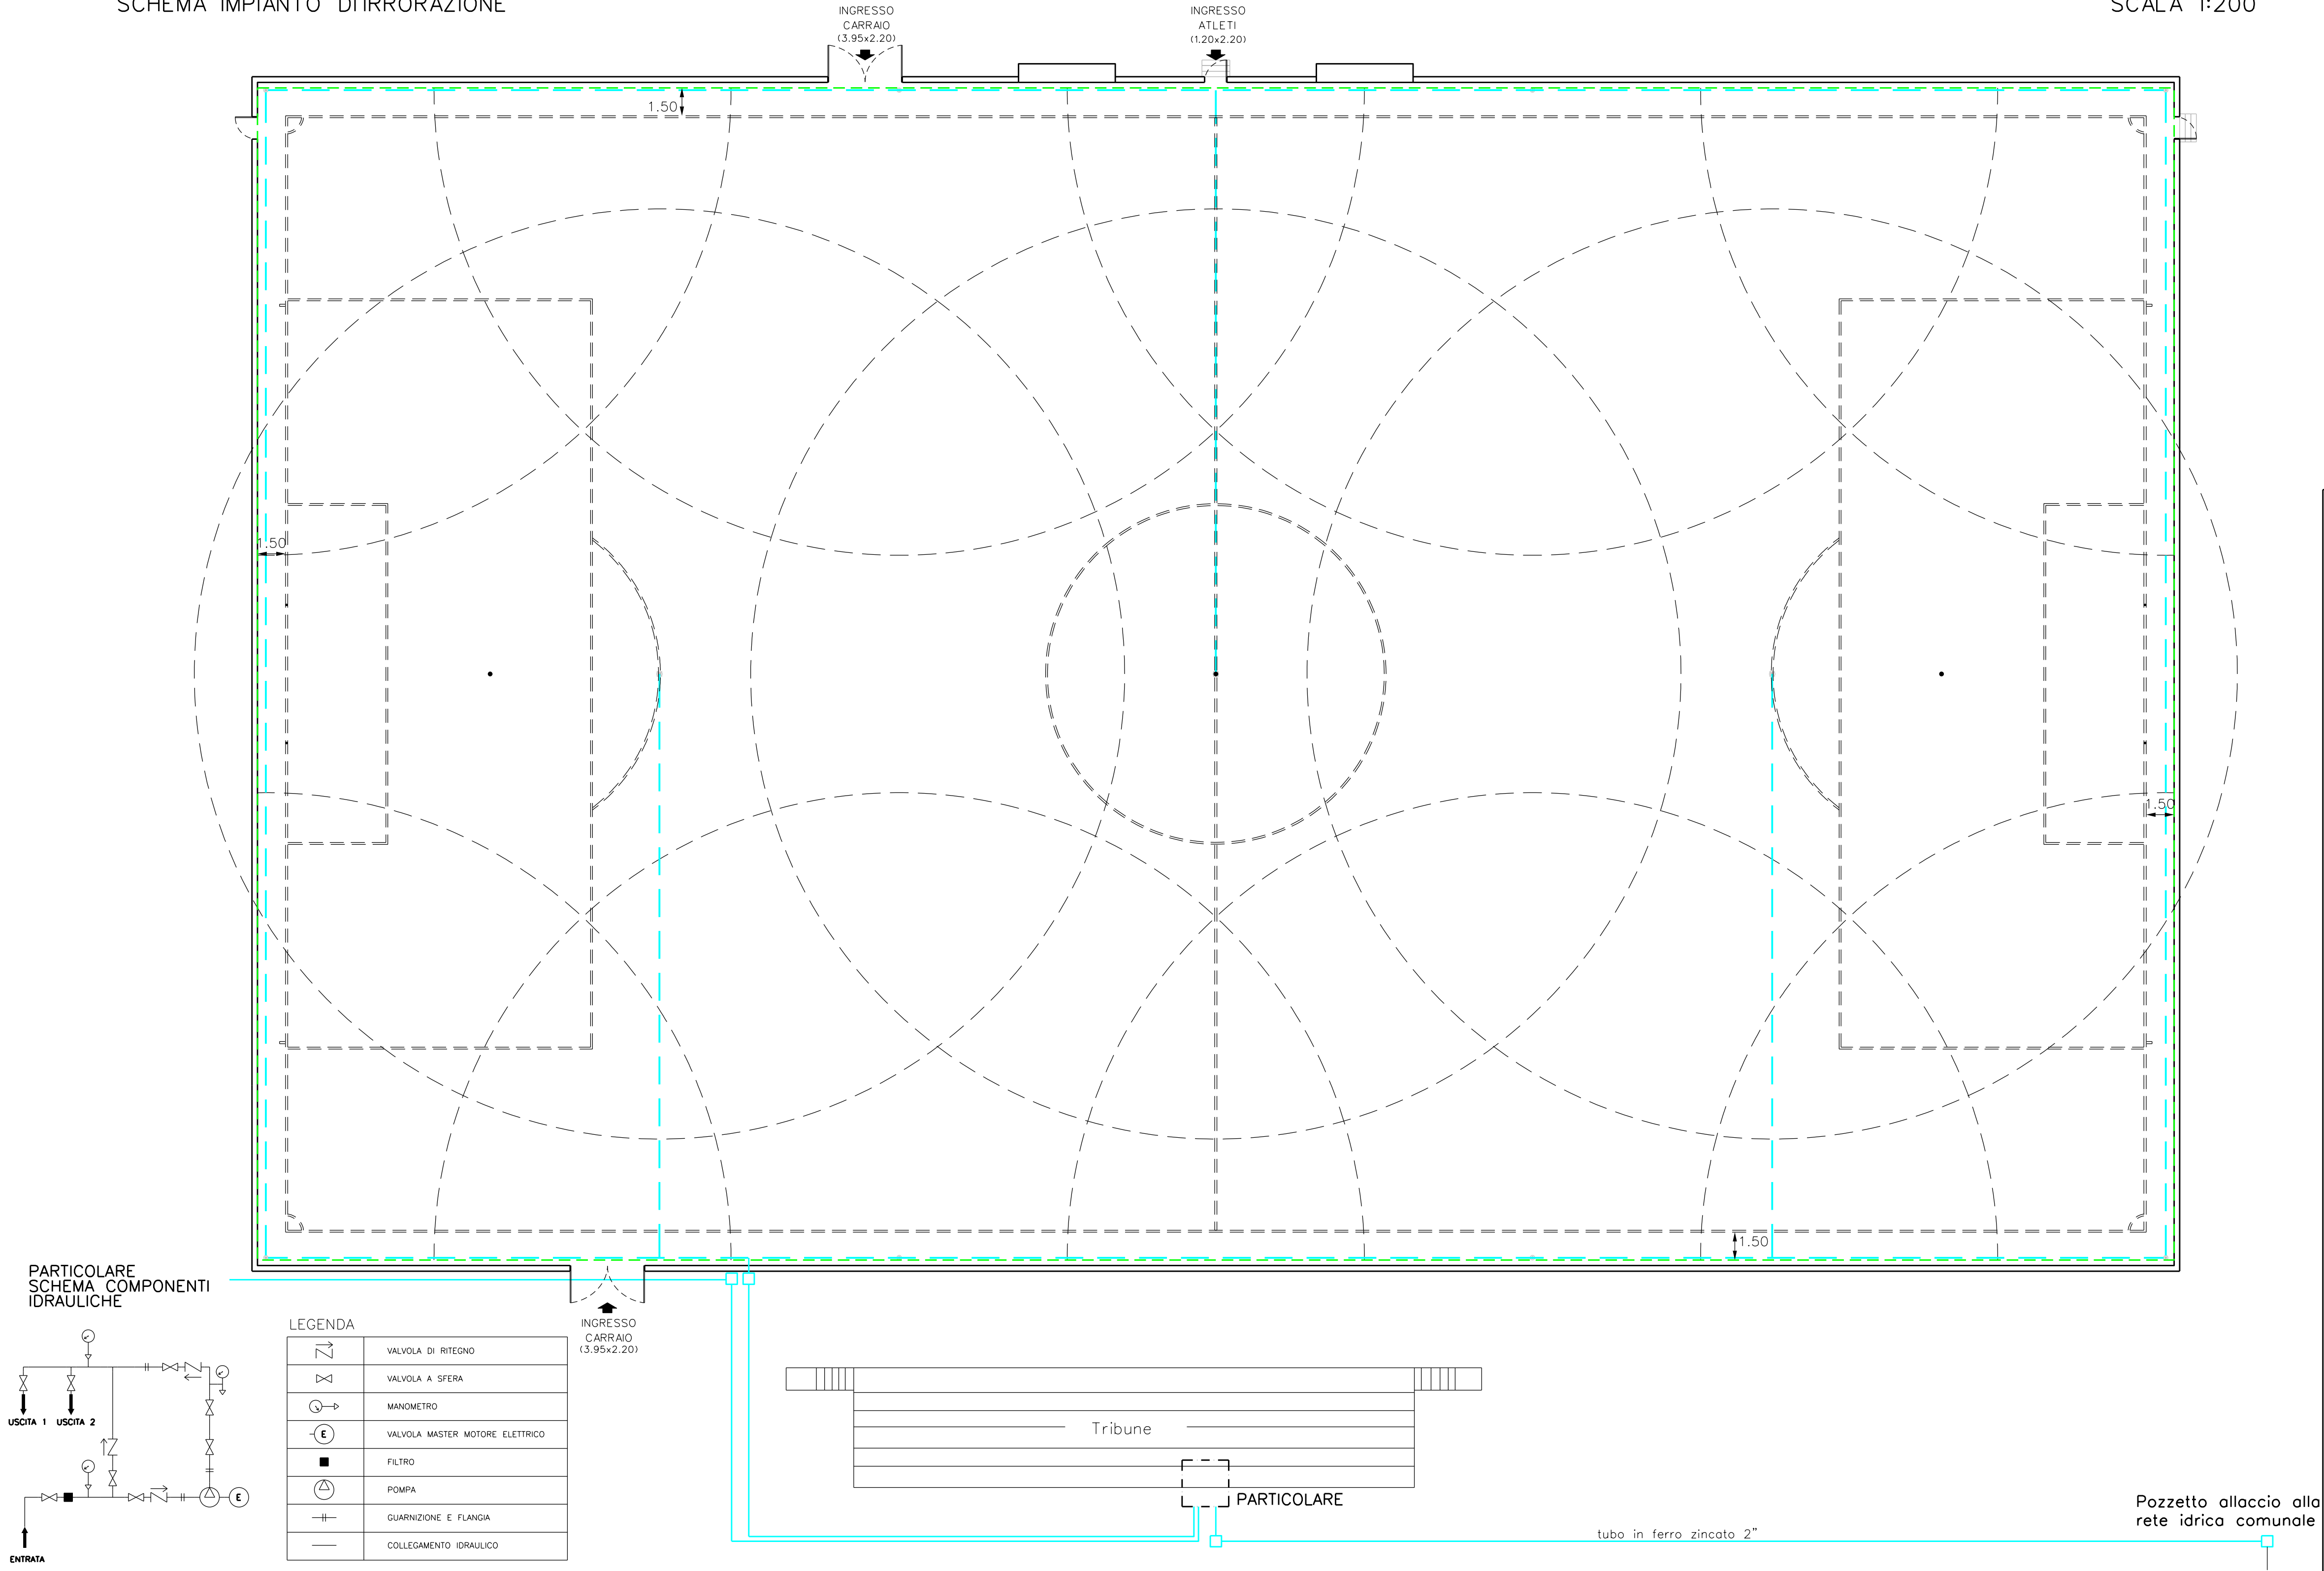 SCHEMA IMPIANTO DI IRRORAZIONE
SCALA 1:200
INGRESSO
CARRAIO
(3.95x2.20)
INGRESSO
ATLETI
(1.20x2.20)
1.50
1.50
1.50
1.50
PARTICOLARE
SCHEMA COMPONENTI
IDRAULICHE
USCITA 1
USCITA 2
E
ENTRATA
LEGENDA
VALVOLA DI RITEGNO
VALVOLA A SFERA
MANOMETRO
E VALVOLA MASTER MOTORE ELETTRICO
FILTRO
POMPA
GUARNIZIONE E FLANGIA
COLLEGAMENTO IDRAULICO
INGRESSO
CARRAIO
(3.95x2.20)
Tribune
PARTICOLARE
tubo in ferro zincato 2"
Pozzetto allaccio alla
rete idrica comunale